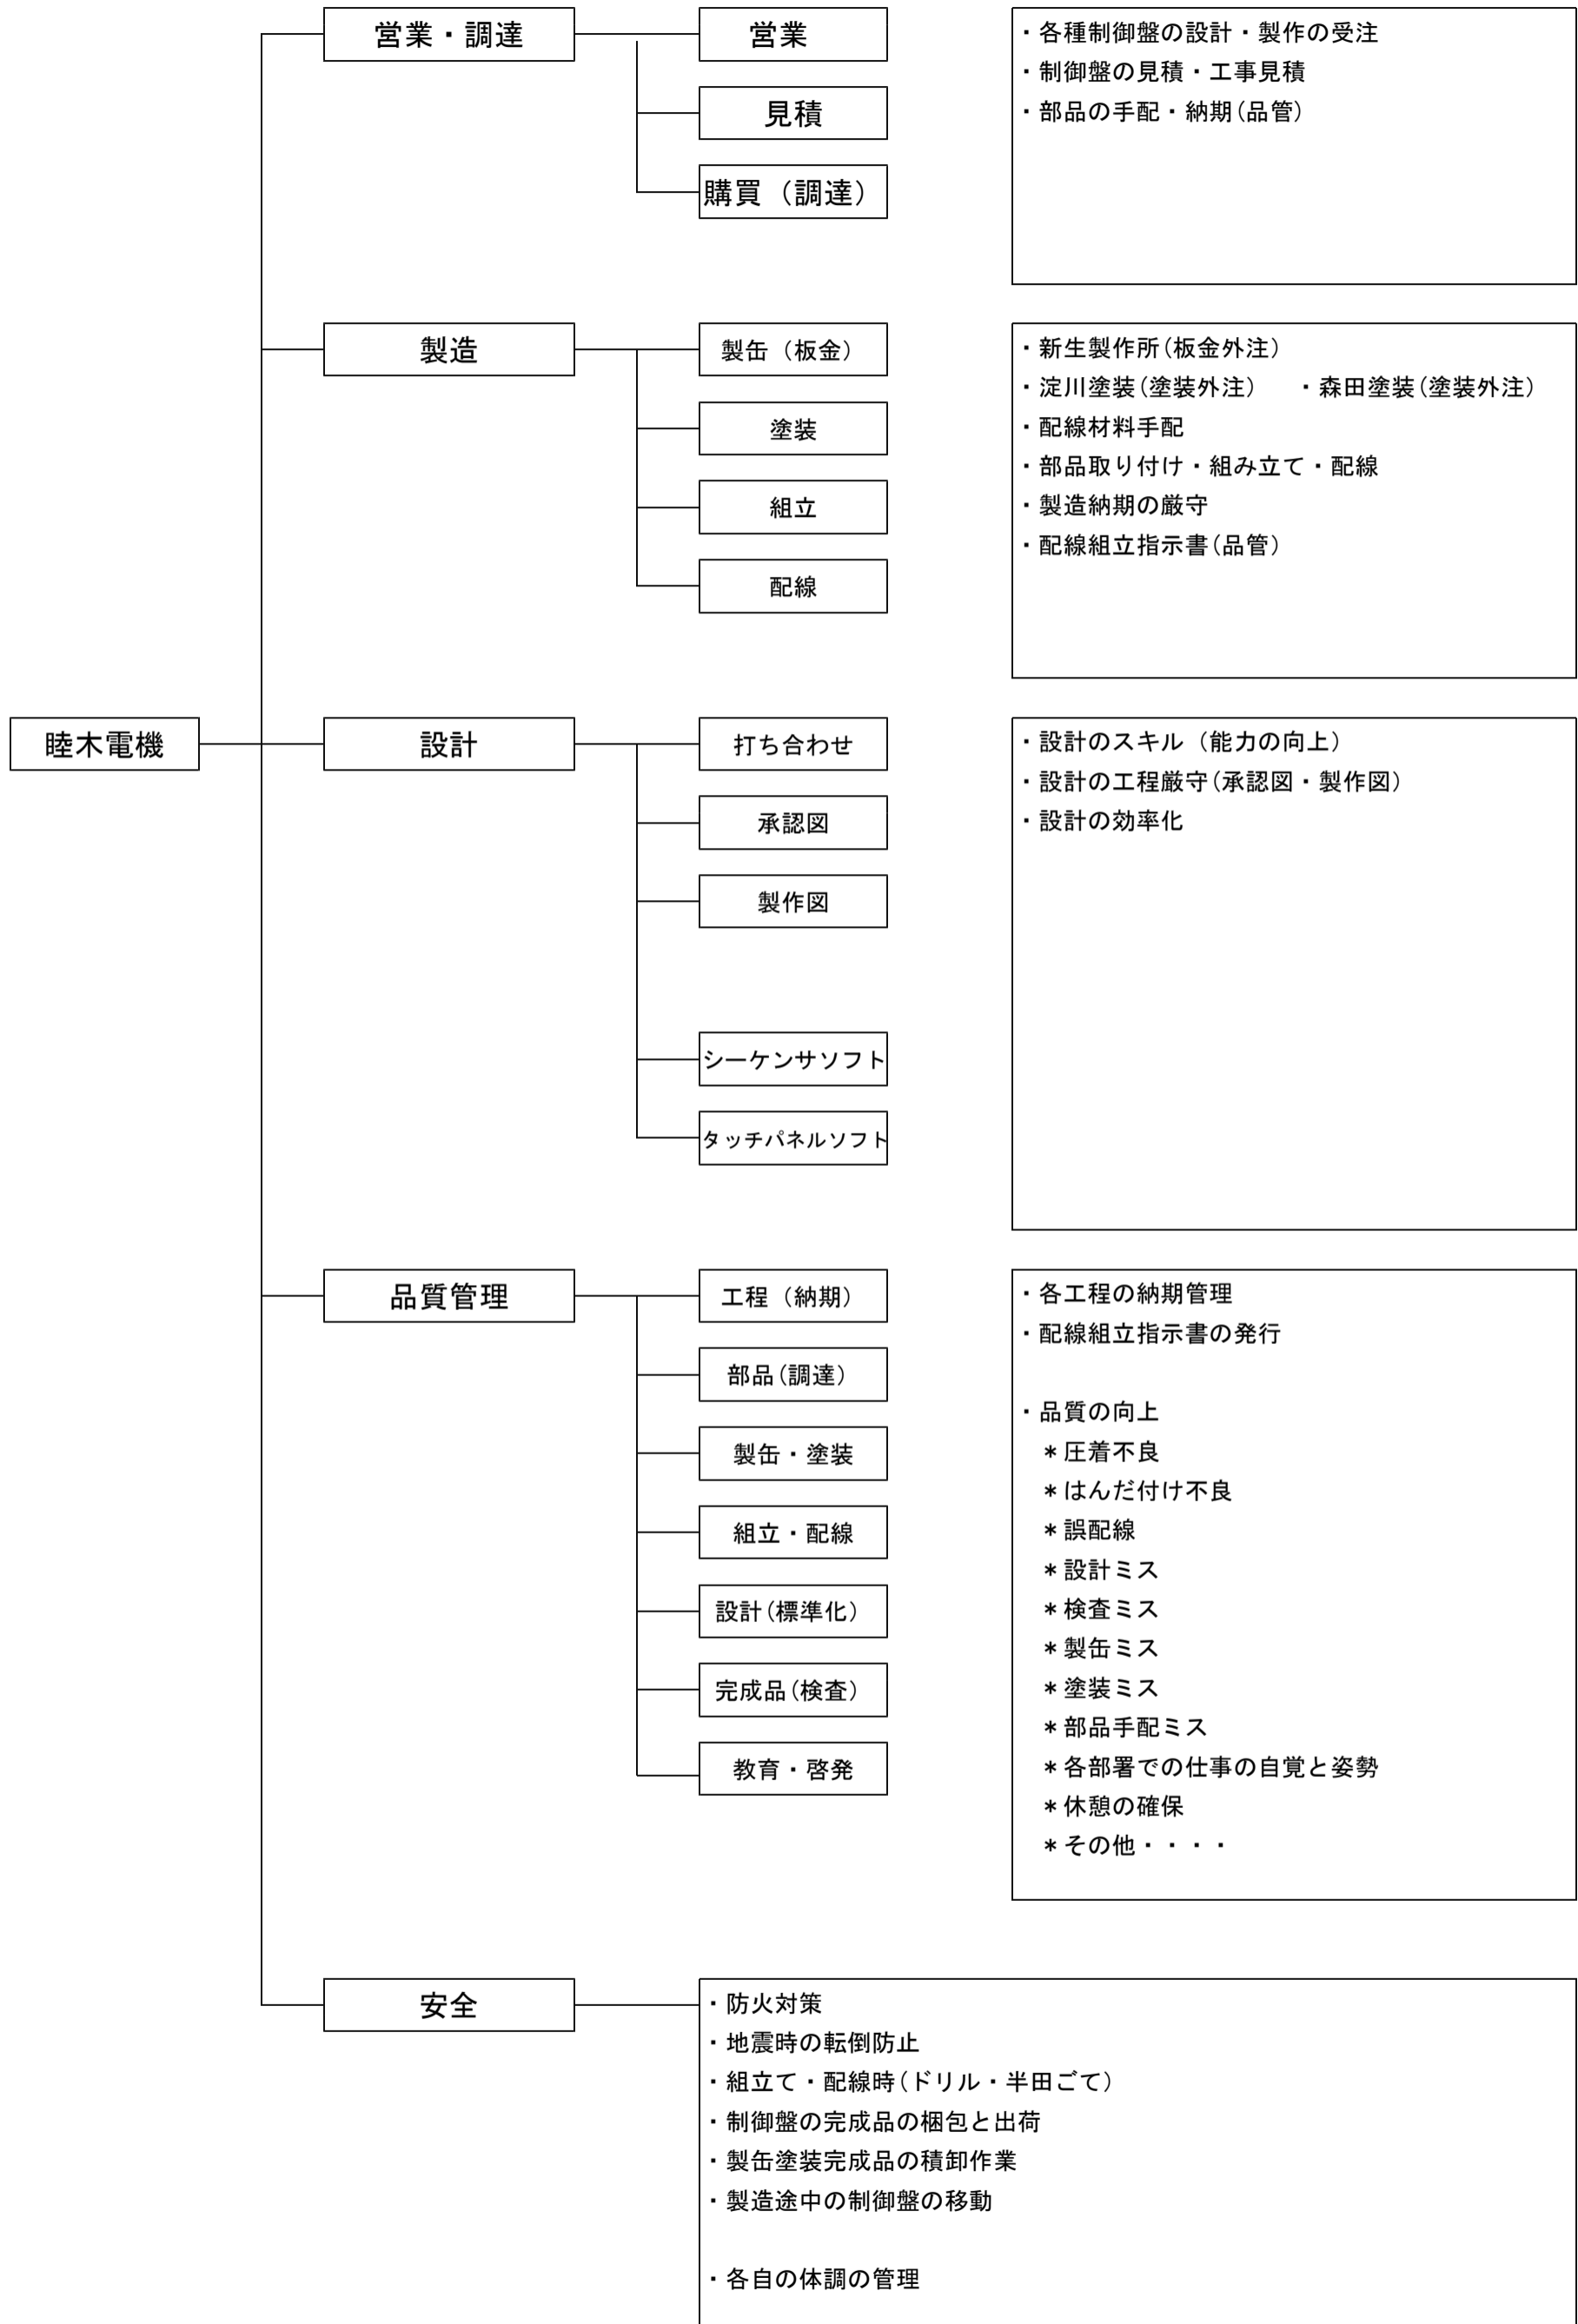 営業・調達
営業
見積
購買（調達）
・各種制御盤の設計・製作の受注
・制御盤の見積・工事見積
・部品の手配・納期(品管)
製造
製缶（板金）
塗装
組立
配線
・新生製作所(板金外注)
・淀川塗装(塗装外注)　・森田塗装(塗装外注)
・配線材料手配
・部品取り付け・組み立て・配線
・製造納期の厳守
・配線組立指示書(品管)
睦木電機
設計
打ち合わせ
承認図
製作図
シーケンサソフト
タッチパネルソフト
・設計のスキル（能力の向上）
・設計の工程厳守(承認図・製作図)
・設計の効率化
品質管理
工程（納期）
部品(調達)
製缶・塗装
組立・配線
設計(標準化)
完成品(検査)
教育・啓発
・各工程の納期管理
・配線組立指示書の発行
・品質の向上
＊圧着不良
＊はんだ付け不良
＊誤配線
＊設計ミス
＊検査ミス
＊製缶ミス
＊塗装ミス
＊部品手配ミス
＊各部署での仕事の自覚と姿勢
＊休憩の確保
＊その他・・・・
安全
・防火対策
・地震時の転倒防止
・組立て・配線時(ドリル・半田ごて)
・制御盤の完成品の梱包と出荷
・製缶塗装完成品の積卸作業
・製造途中の制御盤の移動
・各自の体調の管理